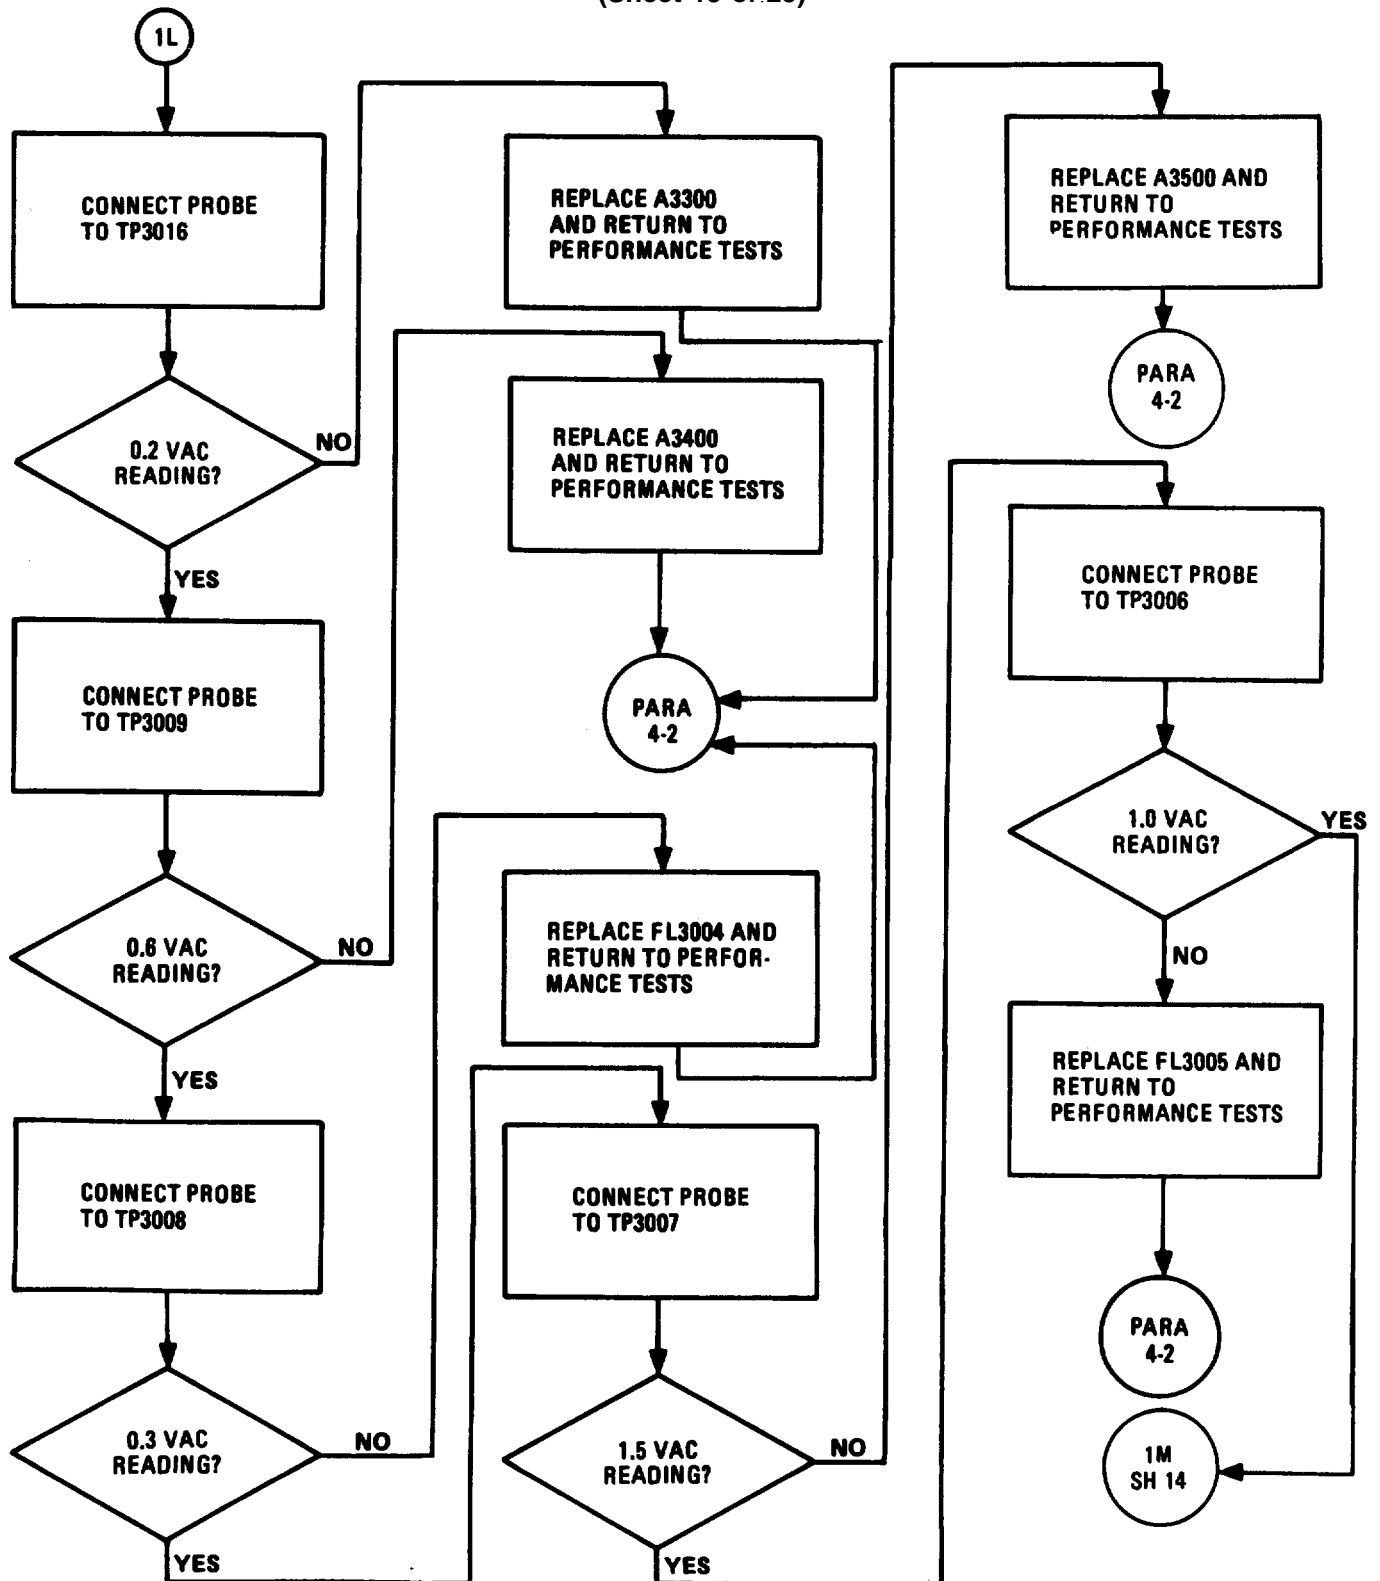 1L
CONNECT PROBE
TO TP3016
0.2 VAC
READING?
NO
YES
CONNECT PROBE
TO TP3009
0.6 VAC
READING?
NO
YES
CONNECT PROBE
TO TP3008
0.3 VAC
READING?
NO
YES
REPLACE A3300
AND RETURN TO
PERFORMANCE TESTS
REPLACE A3400
AND RETURN TO
PERFORMANCE TESTS
PARA
4-2
REPLACE FL3004 AND
RETURN TO PERFOR-
MANCE TESTS
CONNECT PROBE
TO TP3007
1.5 VAC
READING?
NO
YES
REPLACE A3500 AND
RETURN TO
PERFORMANCE TESTS
PARA
4-2
CONNECT PROBE
TO TP3006
1.0 VAC
READING?
YES
NO
REPLACE FL3005 AND
RETURN TO
PERFORMANCE TESTS
PARA
4-2
1M
SH 14